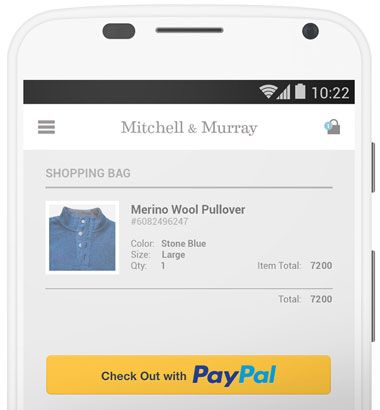 10:22
Mitchell & Murray
1
SHOPPING BAG
Merino Wool Pullover
#6082496247
Color: Stone Blue
Size: Large
Qty: 1 Item Total: 7200
Total: 7200
Check Out with PayPal